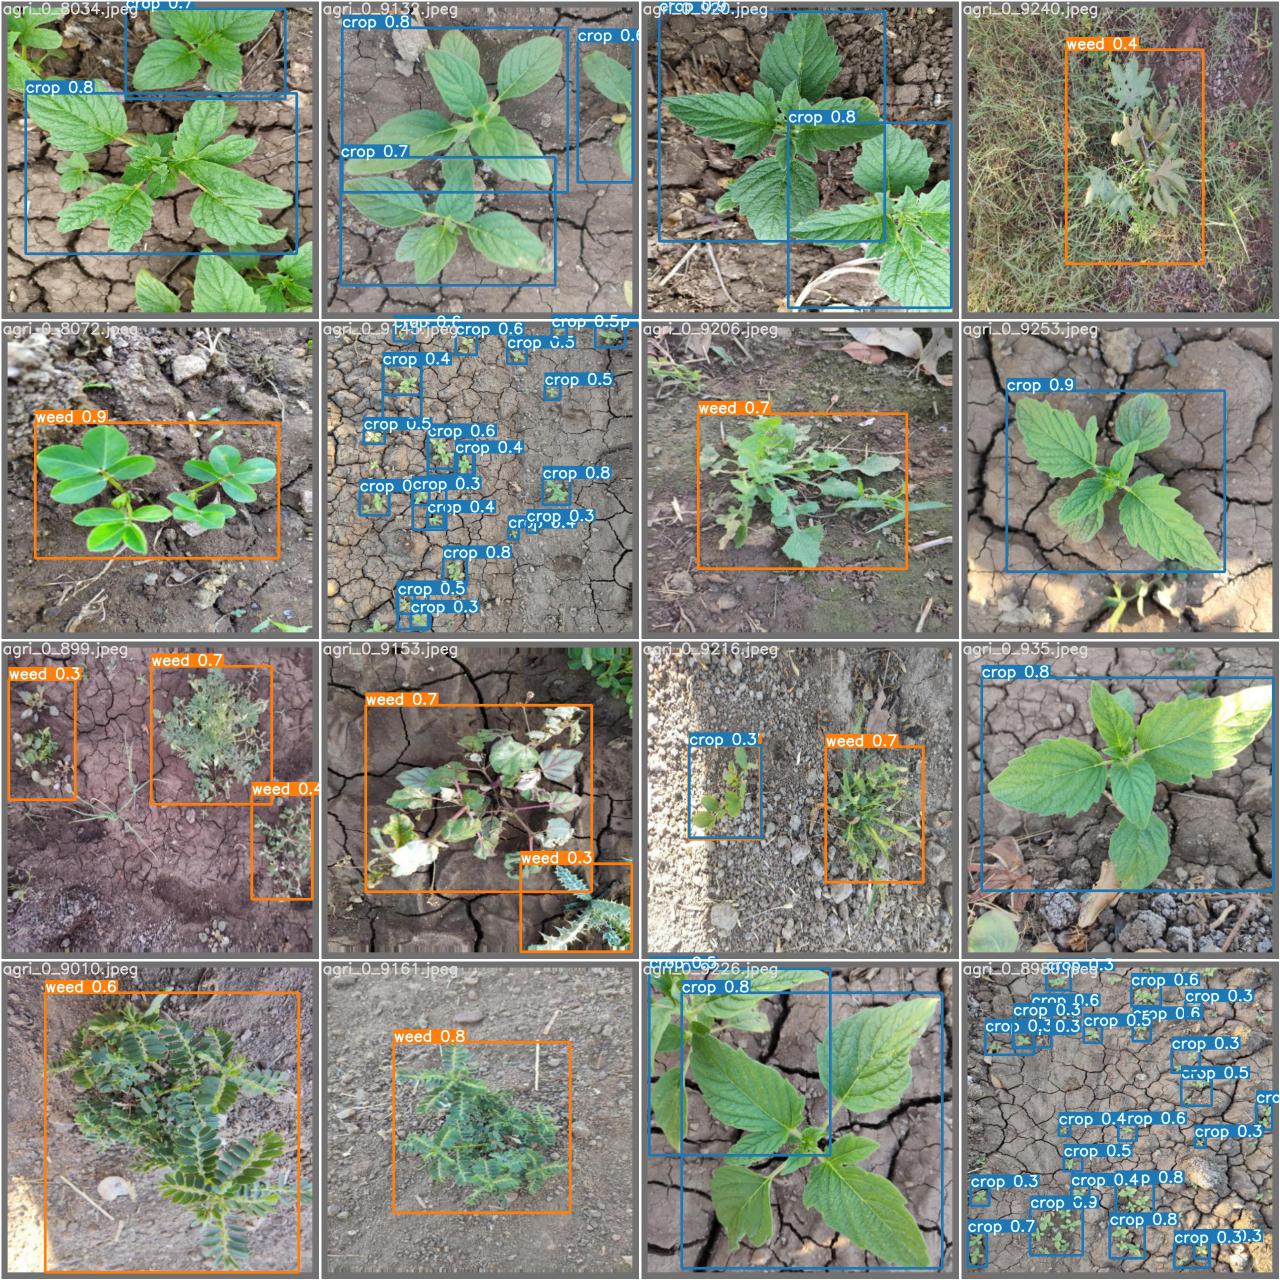 agri_0_8034.jpeg
crop 0.7
crop 0.8
agri_0_9132.jpeg
crop 0.8
crop 0.7
crop 0.8
agri_0_9240.jpeg
weed 0.4
agri_0_8072.jpeg
weed 0.9
crop 0.6
crop 0.5
crop 0.4
crop 0.5
crop 0.5
crop 0.6
crop 0.4
crop 0.8
crop 0.3
crop 0.4
crop 0.3
crop 0.8
crop 0.5
crop 0.3
agri_0_9206.jpeg
weed 0.7
agri_0_9253.jpeg
crop 0.9
agri_0_899.jpeg
weed 0.3
weed 0.7
weed 0.4
agri_0_9153.jpeg
weed 0.7
weed 0.3
agri_0_9216.jpeg
crop 0.3
weed 0.7
agri_0_935.jpeg
crop 0.8
agri_0_9010.jpeg
weed 0.6
agri_0_9161.jpeg
weed 0.8
crop 0.5
crop 0.8
crop 0.6
crop 0.3
crop 0.6
crop 0.3
crop 0.5
crop 0.3
crop 0.5
crop 0.4
crop 0.3
crop 0.5
crop 0.3
crop 0.4
crop 0.9
crop 0.7
crop 0.8
crop 0.3